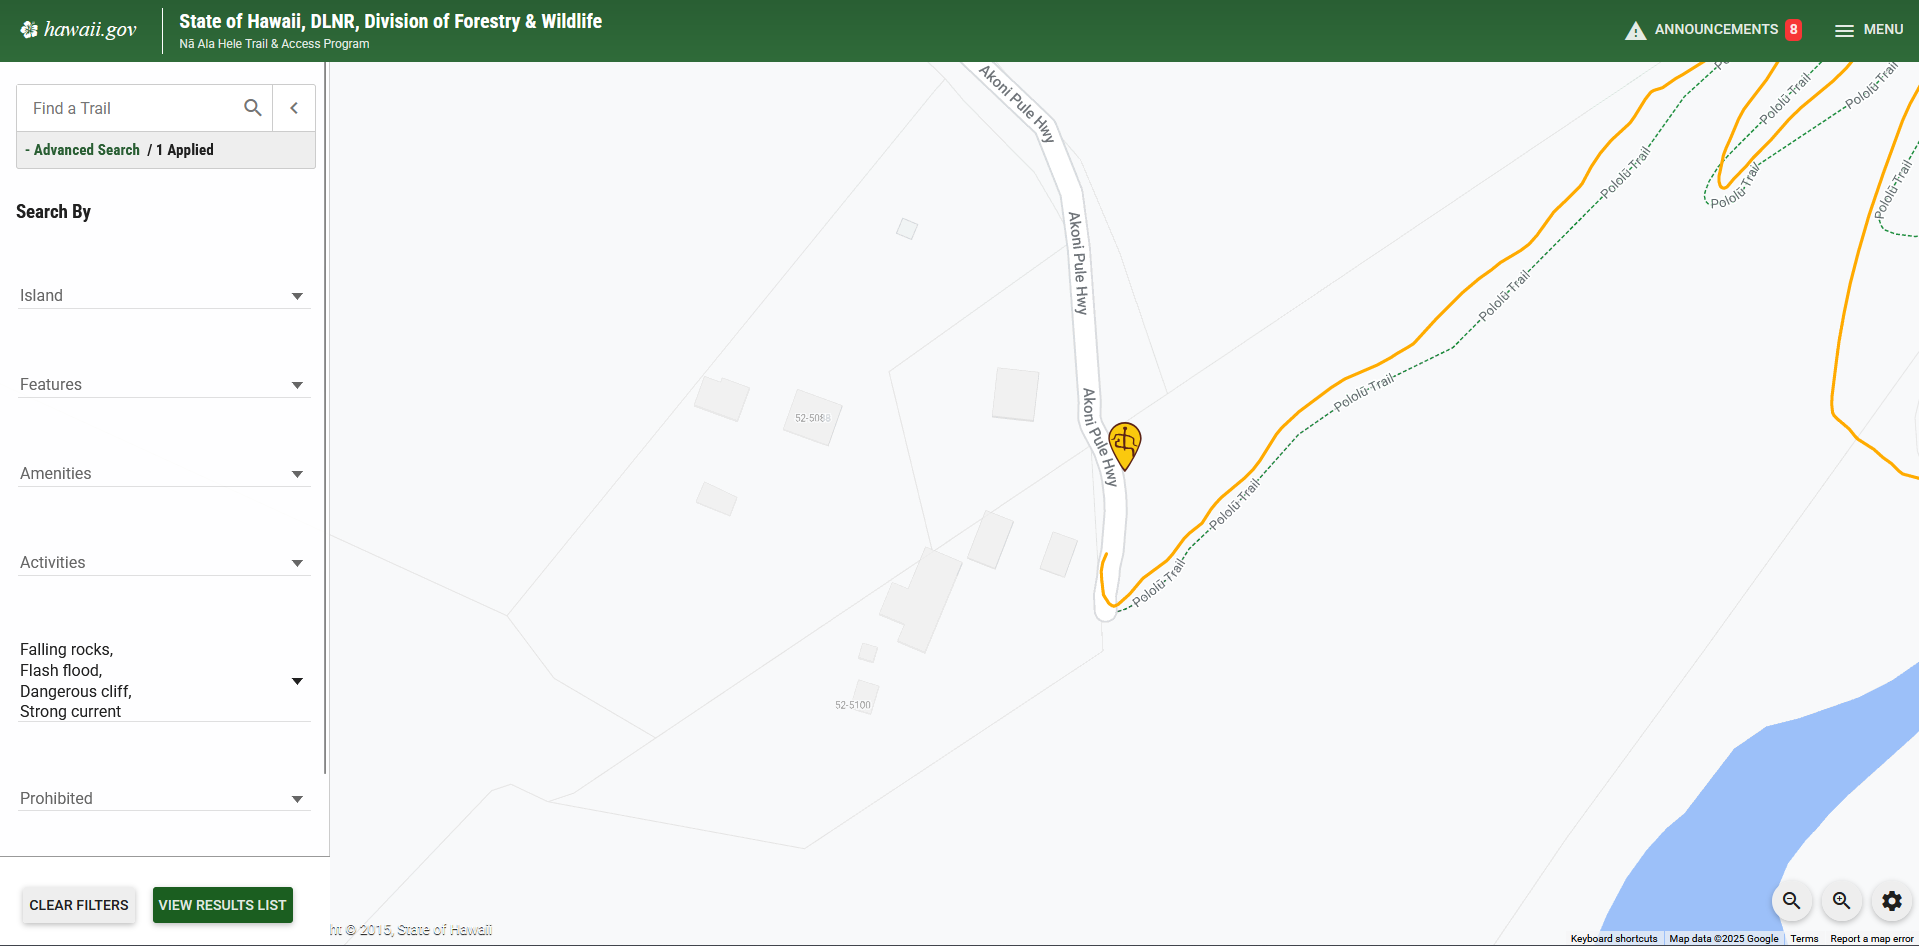 hawaii.gov
State of Hawaii, DLNR, Division of Forestry & Wildlife
Nā Ala Hele Trail & Access Program
ANNOUNCEMENTS 8
MENU
Find a Trail
- Advanced Search / 1 Applied
Search By
Island
Features
Amenities
Activities
Falling rocks,
Flash flood,
Dangerous cliff,
Strong current
Prohibited
CLEAR FILTERS
VIEW RESULTS LIST
Akoni Pule Hwy
Akoni Pule Hwy
Akoni Pule Hwy
52-5088
52-5100
Pololū Trail
Pololū Trail
Pololū Trail
Pololū Trail
Pololū Trail
Pololū Trail
Pololū Trail
Pololū Trail
Pololū Trail
© 2015, State of Hawaii
Keyboard shortcuts
Map data ©2025 Google
Terms
Report a map error